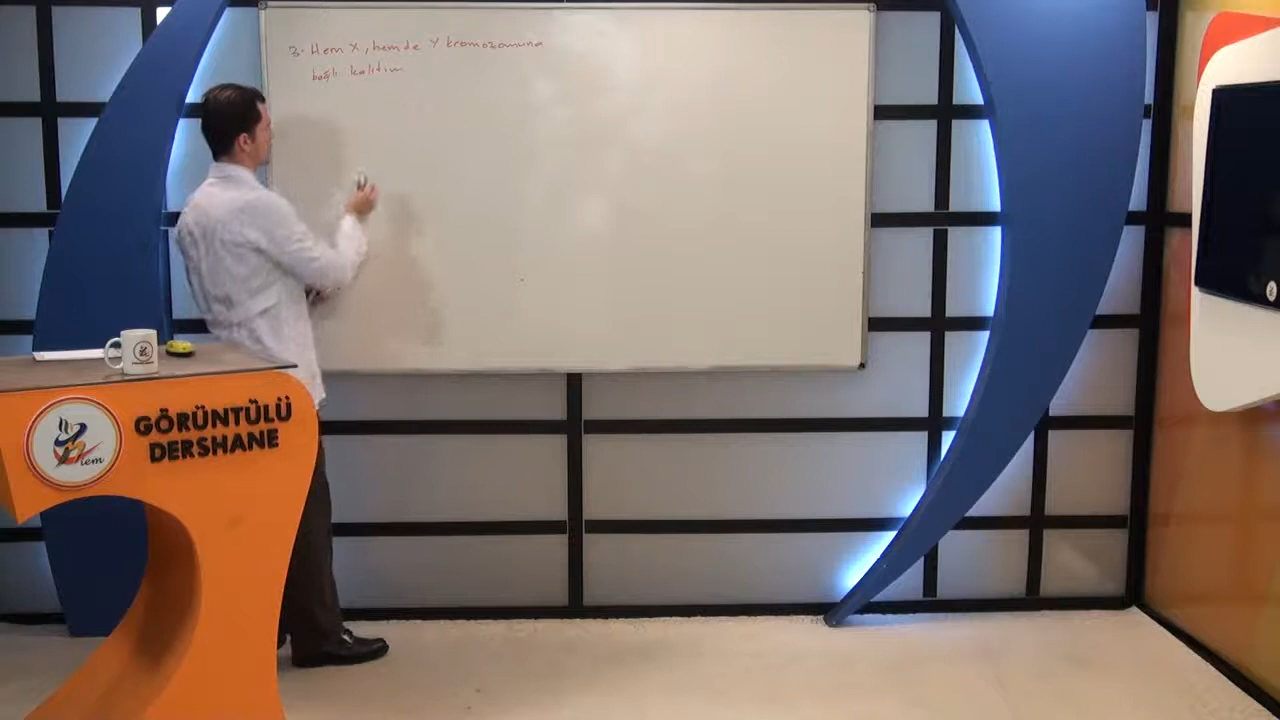 3. Hem X, hem de Y kromozomuna
bağlı kalıtım
GÖRÜNTÜLÜ
DERSHANE